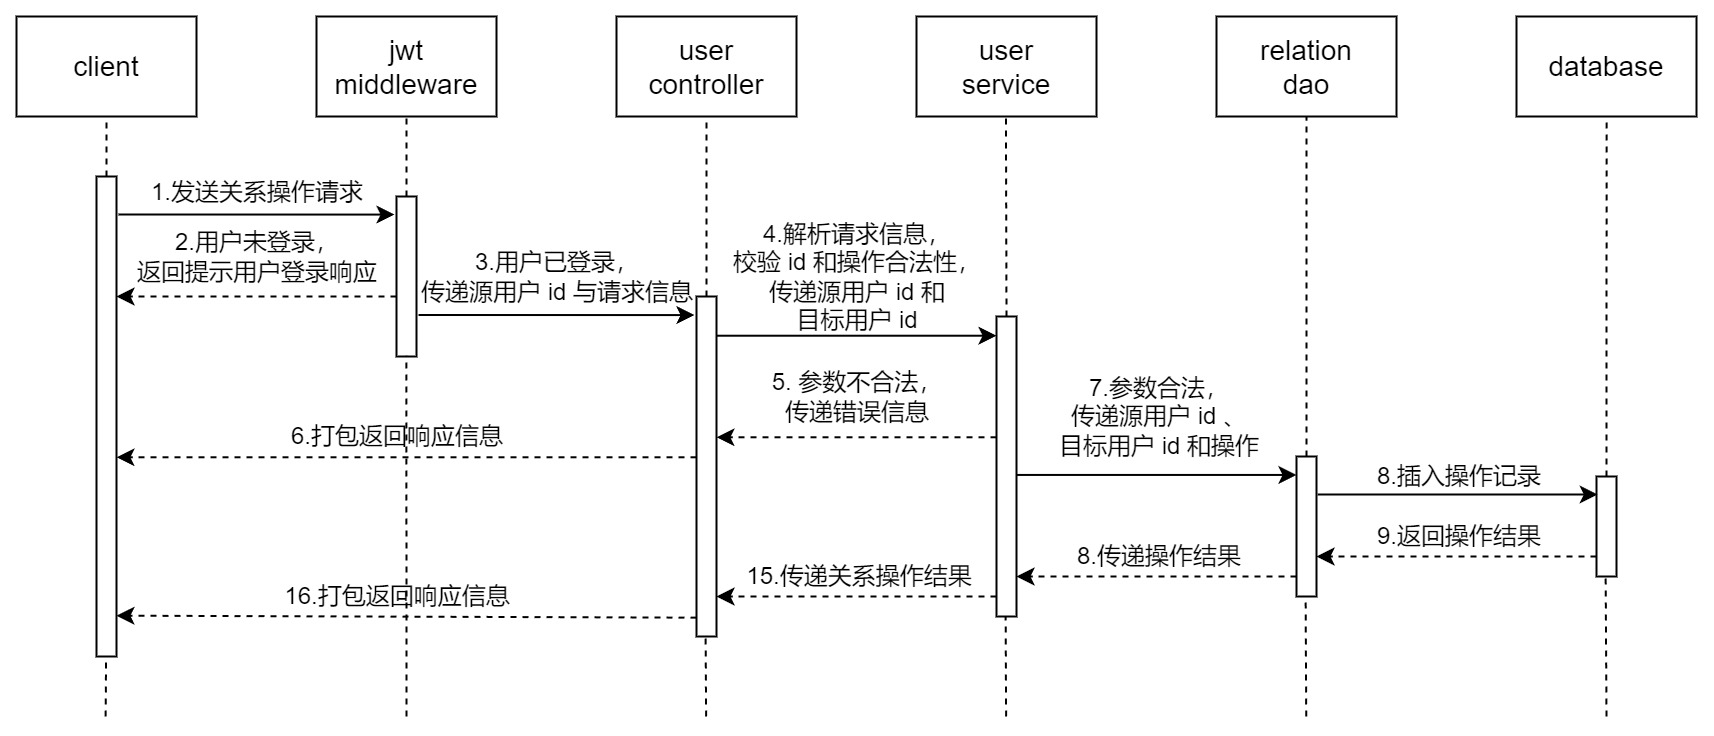 client
jwt
middleware
user
controller
user
service
relation
dao
database
1.发送关系操作请求
2.用户未登录，
返回提示用户登录响应
3.用户已登录，
传递源用户 id 与请求信息
4.解析请求信息，
校验 id 和操作合法性，
传递源用户 id 和
目标用户 id
5. 参数不合法，
传递错误信息
6.打包返回响应信息
7.参数合法，
传递源用户 id 、
目标用户 id 和操作
8.插入操作记录
9.返回操作结果
8.传递操作结果
15.传递关系操作结果
16.打包返回响应信息